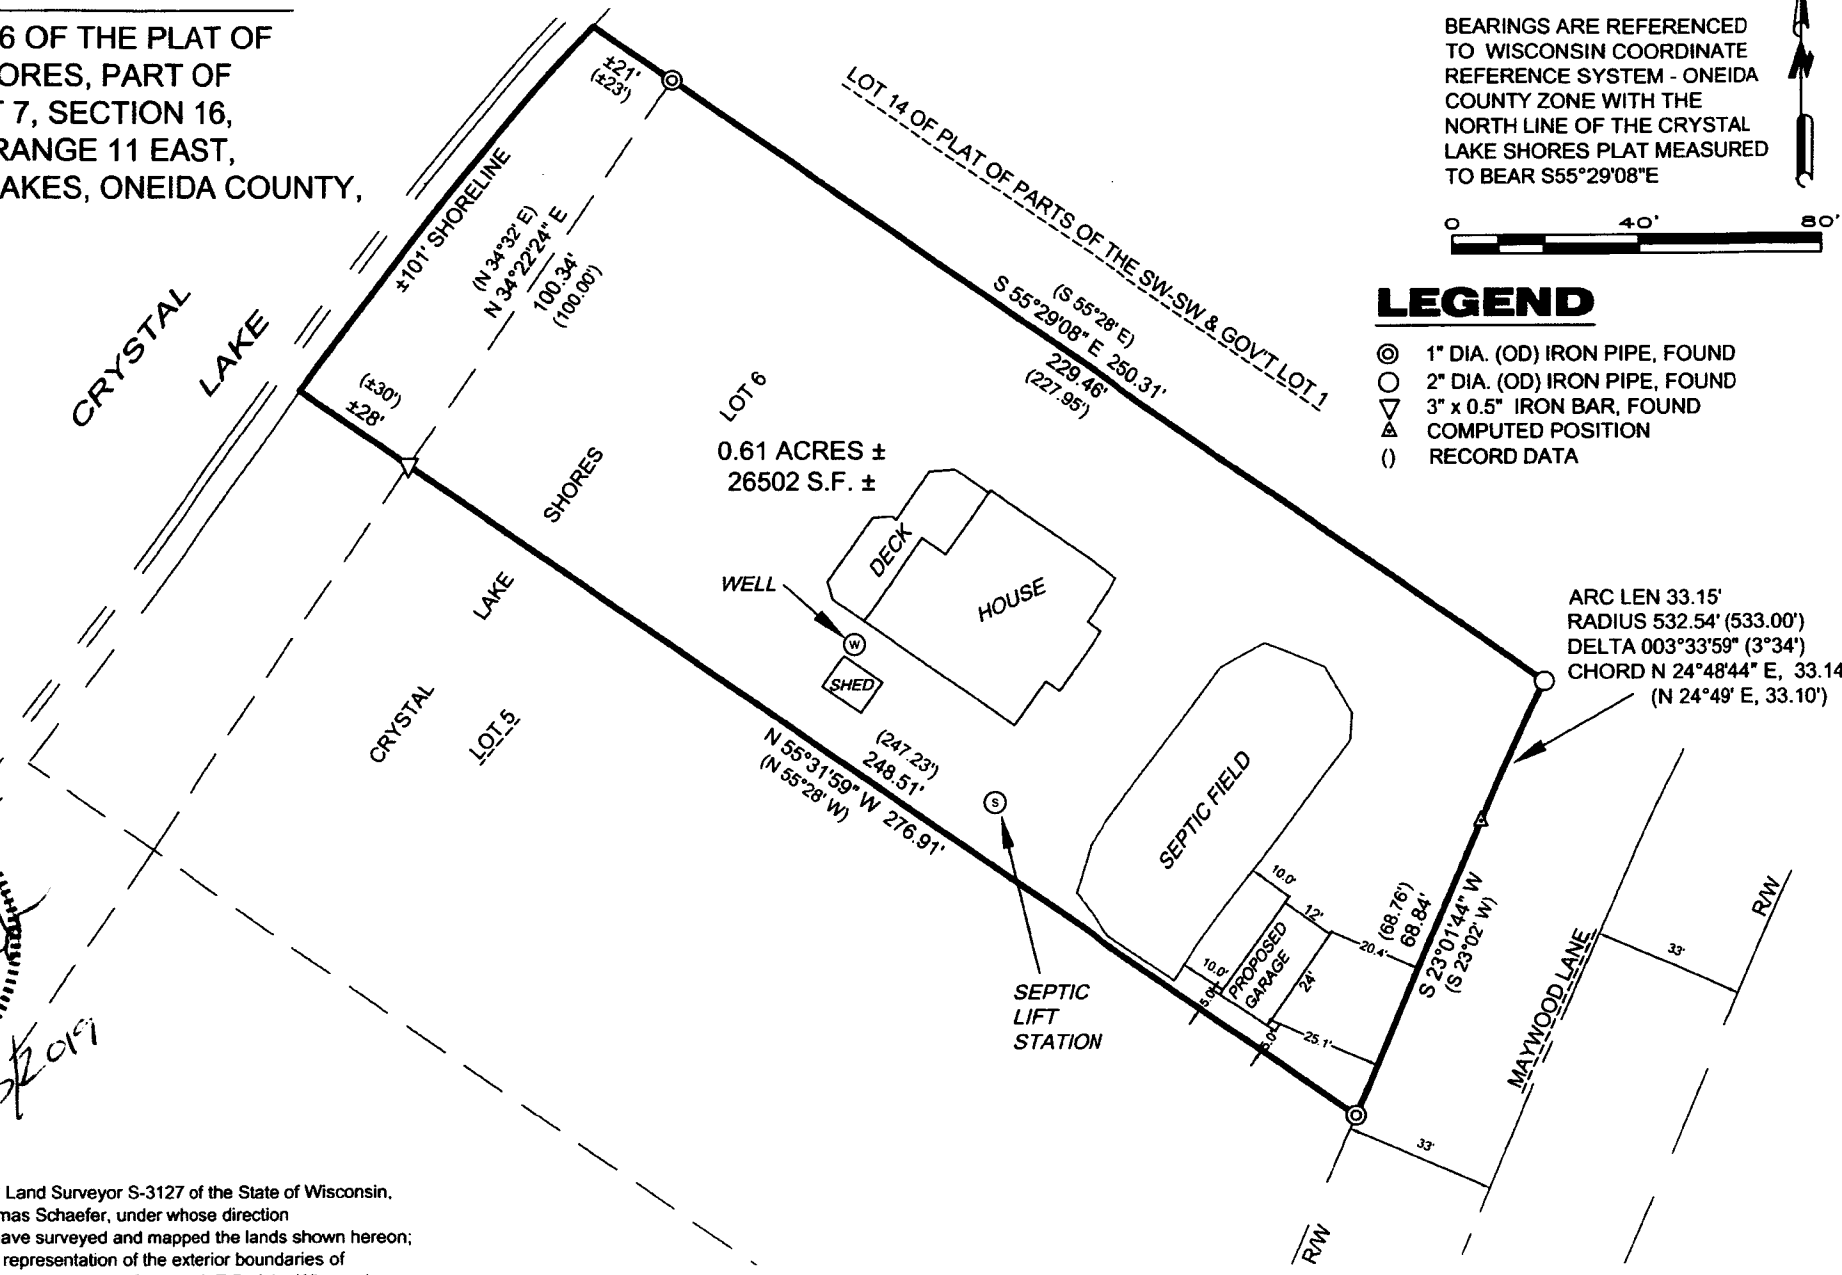 6 OF THE PLAT OF
ORES, PART OF
7, SECTION 16,
RANGE 11 EAST,
AKES, ONEIDA COUNTY,
BEARINGS ARE REFERENCED
TO WISCONSIN COORDINATE
REFERENCE SYSTEM - ONEIDA
COUNTY ZONE WITH THE
NORTH LINE OF THE CRYSTAL
LAKE SHORES PLAT MEASURED
TO BEAR S55°29'08"E
0 40' 80'
LEGEND
1" DIA. (OD) IRON PIPE, FOUND
2" DIA. (OD) IRON PIPE, FOUND
3" x 0.5" IRON BAR, FOUND
COMPUTED POSITION
() RECORD DATA
±21'
(±23')
LOT 14 OF PLAT OF PARTS OF THE SW-SW & GOV'T LOT 1
±101' SHORELINE
(N 34°32' E)
N 34°22'24" E
100.34'
(100.00')
(S 55°28' E)
S 55°29'08" E 250.31'
229.46'
(227.95')
CRYSTAL
LAKE
(±30')
±28'
LOT 6
0.61 ACRES ±
26502 S.F. ±
SHORES
LAKE
CRYSTAL
LOT 5
DECK
HOUSE
WELL
W
SHED
ARC LEN 33.15'
RADIUS 532.54' (533.00')
DELTA 003°33'59" (3°34')
CHORD N 24°48'44" E, 33.14
(N 24°49' E, 33.10')
(247.23')
248.51'
N 55°31'59" W 276.91'
(N 55°28' W)
S
SEPTIC
LIFT
STATION
SEPTIC FIELD
10.0'
12'
20.4'
(68.76')
68.84'
S 23°01'44" W
(S 23°02' W)
10.0'
PROPOSED
GARAGE
24'
5.0'
5.0'
25.1'
MAYWOOD LANE
33'
R/W
33'
R/W
2019
Land Surveyor S-3127 of the State of Wisconsin,
mas Schaefer, under whose direction
ave surveyed and mapped the lands shown hereon;
representation of the exterior boundaries of